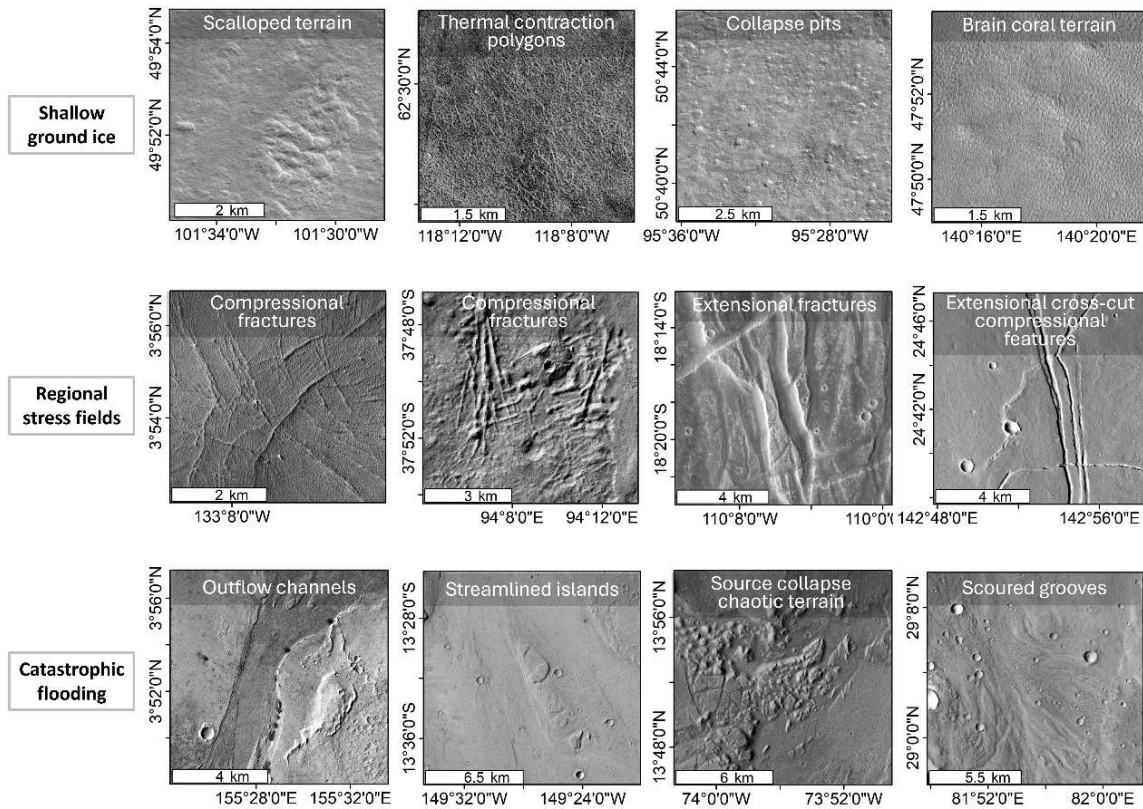 Scalloped terrain
Thermal contraction
polygons
Collapse pits
Brain coral terrain
Shallow
ground ice
49°54'0"N
49°52'0"N
2 km
101°34'0"W
101°30'0"W
62°30'0"N
1.5 km
118°12'0"W
118°8'0"W
50°44'0"N
50°40'0"N
2.5 km
95°36'0"W
95°28'0"W
47°52'0"N
47°50'0"N
1.5 km
140°16'0"E
140°20'0"E
Compressional
fractures
Compressional
fractures
Extensional fractures
Extensional cross-cut
compressional
features
Regional
stress fields
3°56'0"N
3°54'0"N
2 km
133°8'0"W
37°48'0"S
37°52'0"S
3 km
94°8'0"E
94°12'0"E
18°14'0"S
18°20'0"S
4 km
110°8'0"W
110°0'0
24°46'0"N
24°42'0"N
4 km
142°48'0"E
142°56'0"E
Outflow channels
Streamlined islands
Source collapse
chaotic terrain
Scoured grooves
Catastrophic
flooding
3°56'0"N
3°52'0"N
4 km
155°28'0"E
155°32'0"E
13°28'0"S
13°36'0"S
6.5 km
149°32'0"W
149°24'0"W
13°56'0"N
13°48'0"N
6 km
74°0'0"W
73°52'0"W
29°8'0"N
29°0'0"N
5.5 km
81°52'0"E
82°0'0"E